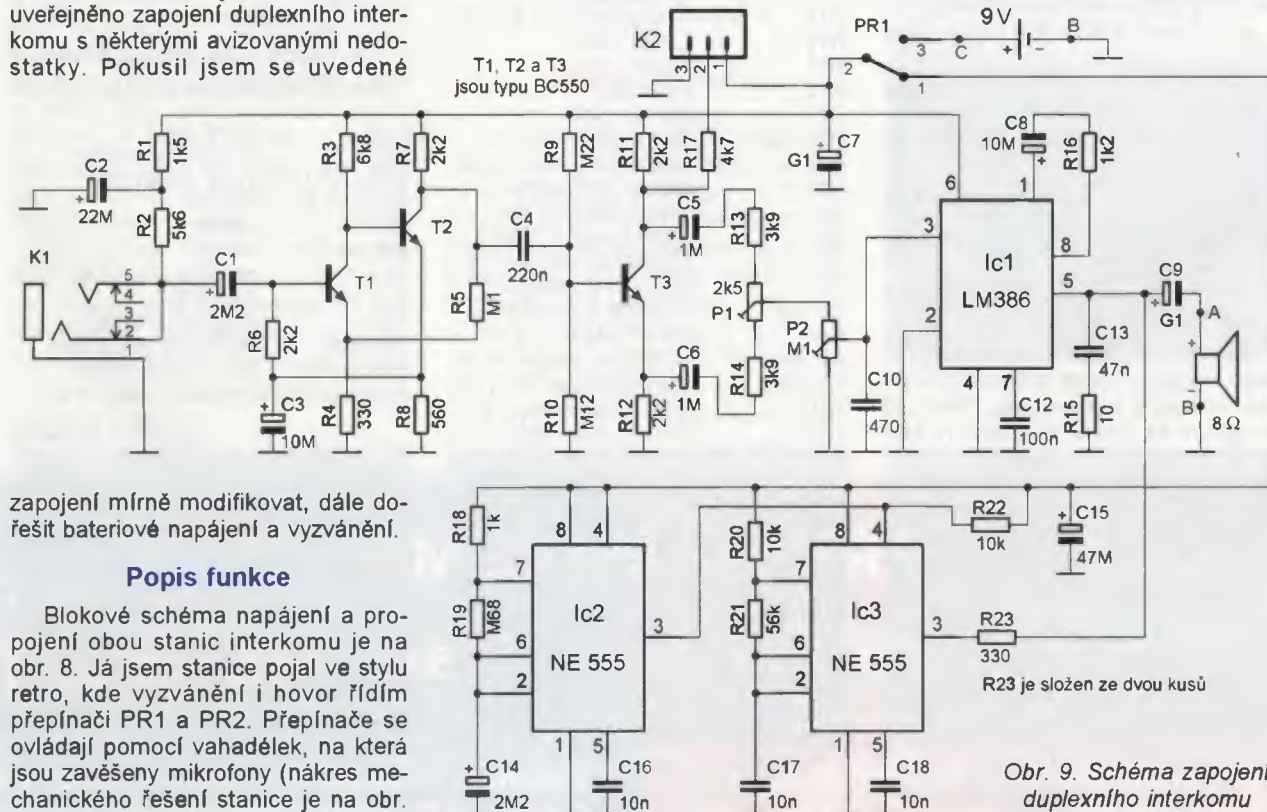 uveřejněno zapojení duplexního inter-
komu s některými avizovanými nedo-
statky. Pokusil jsem se uvedené
T1, T2 a T3
jsou typu BC550
K2
3
2
1
PR1
2
3
1
C
9 V
+
−
B
R1
1k5
C2
+
22M
R2
5k6
K1
5
4
3
2
1
C1
+
2M2
R6
2k2
C3
+
10M
R3
6k8
T1
R4
330
R7
2k2
T2
R5
M1
R8
560
C4
220n
R9
M22
R10
M12
R11
2k2
R17
4k7
T3
R12
2k2
C5
+
1M
C6
+
1M
R13
3k9
2k5
P1
R14
3k9
P2
M1
C7
+
G1
C10
470
C8
10M
+
R16
1k2
6
1
3
8
Ic1
5
LM386
2
4
7
C12
100n
C13
47n
R15
10
C9
+
G1
A
+
−
B
8 Ω
zapojení mírně modifikovat, dále do-
řešit bateriové napájení a vyzvánění.
Popis funkce
Blokové schéma napájení a pro-
pojení obou stanic interkomu je na
obr. 8. Já jsem stanice pojal ve stylu
retro, kde vyzvánění i hovor řídím
přepínači PR1 a PR2. Přepínače se
ovládají pomocí vahadélek, na která
jsou zavěšeny mikrofony (nákres me-
chanického řešení stanice je na obr.
R18
1k
R19
M68
8
4
7
Ic2
6
3
NE 555
2
1
5
C14
+
2M2
C16
10n
R20
10k
R21
56k
8
4
7
Ic3
6
3
NE 555
2
1
5
C17
10n
C18
10n
R22
10k
C15
+
47M
R23
330
R23 je složen ze dvou kusů
Obr. 9. Schéma zapojení
duplexního interkomu